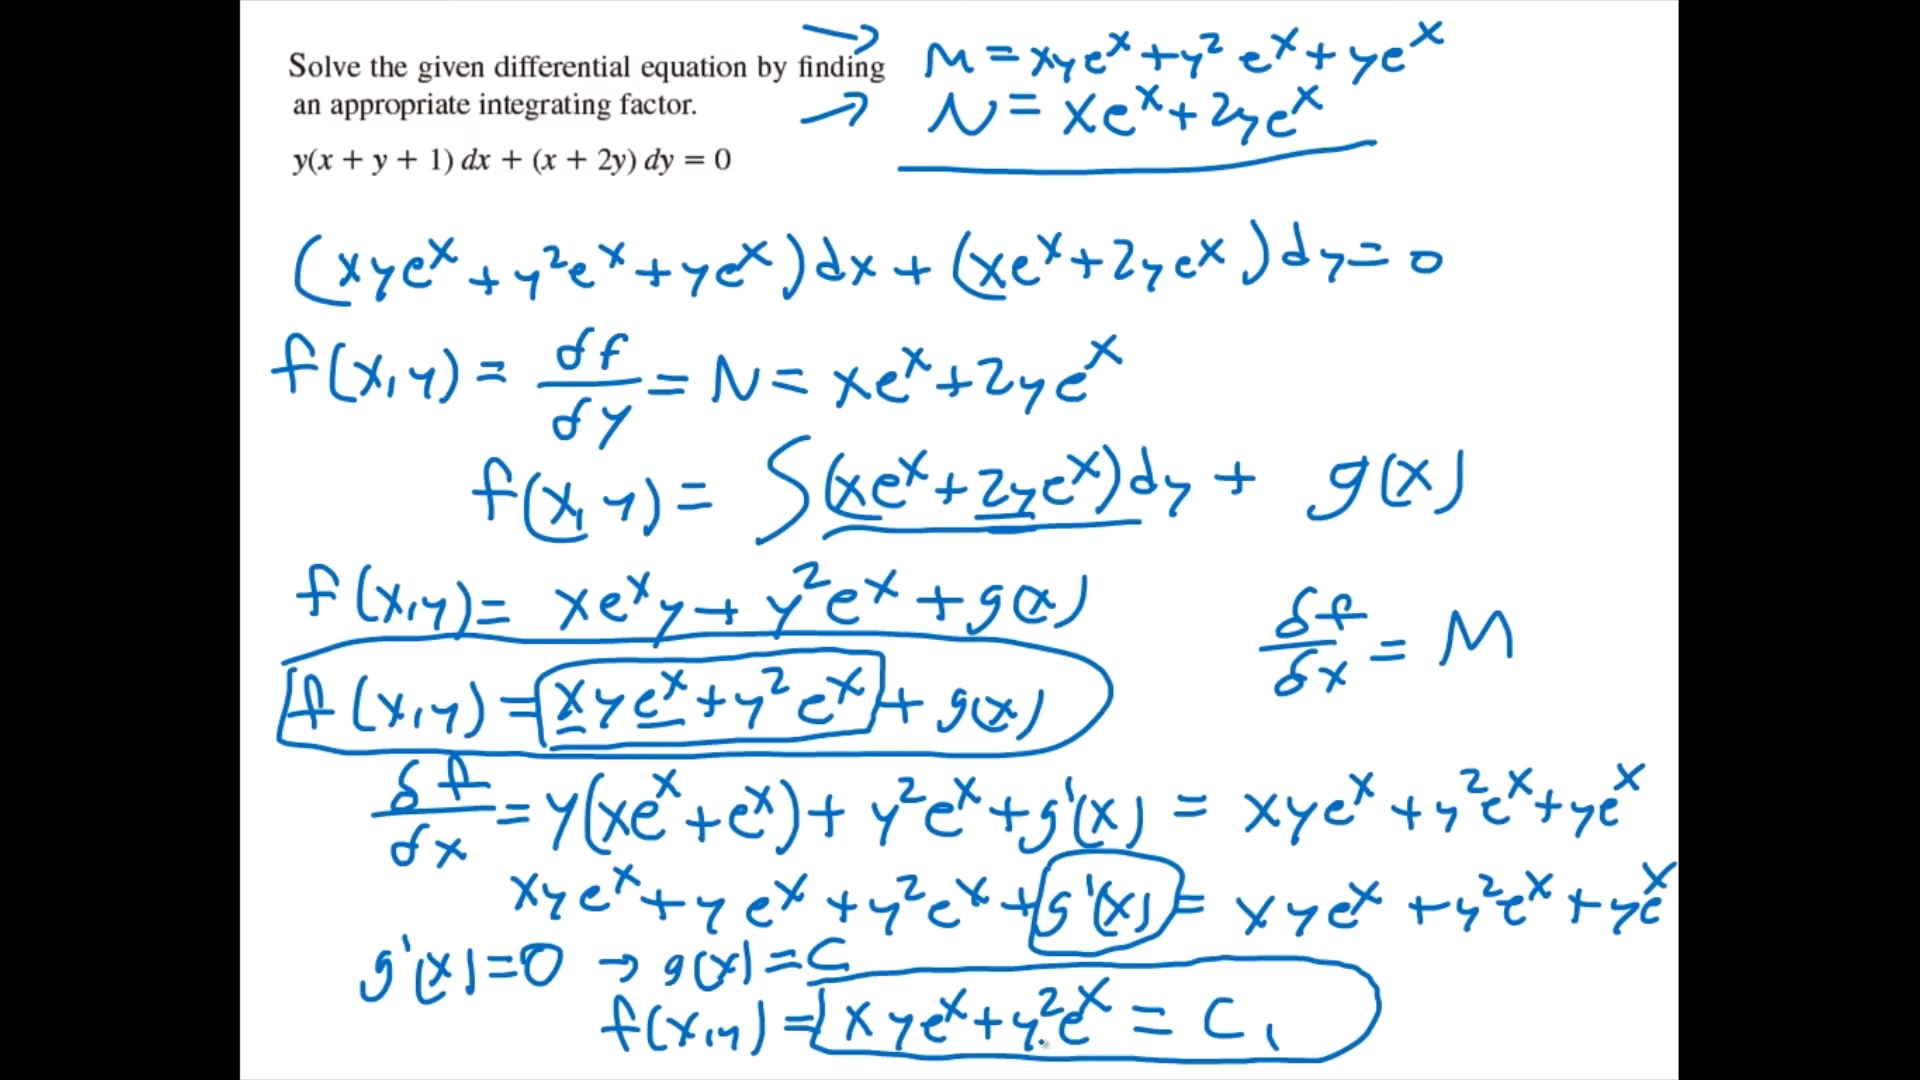 Solve the given differential equation by finding
an appropriate integrating factor.
y(x + y + 1) dx + (x + 2y) dy = 0
→ M = xye^x + y^2 e^x + ye^x
→ N = xe^x + 2ye^x
(xye^x + y^2e^x + ye^x)dx + (xe^x + 2ye^x)dy = 0
f(x,y) = δf/δy = N = xe^x + 2ye^x
f(x,y) = ∫(xe^x + 2ye^x)dy + g(x)
f(x,y) = xe^xy + y^2e^x + g(x)
δf/δx = M
f(x,y) = xye^x + y^2e^x + g(x)
δf/δx = y(xe^x + e^x) + y^2e^x + g'(x) = xye^x + y^2e^x + ye^x
xye^x + ye^x + y^2e^x + g'(x) = xye^x + y^2e^x + ye^x
g'(x) = 0 → g(x) = C
f(x,y) = xye^x + y^2e^x = C₁